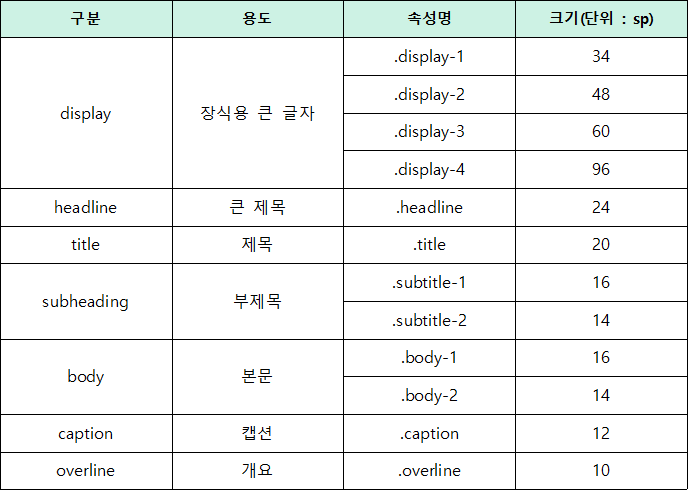 구분 용도 속성명 크기(단위 : sp)
display 장식용 큰 글자 .display-1 34
.display-2 48
.display-3 60
.display-4 96
headline 큰 제목 .headline 24
title 제목 .title 20
subheading 부제목 .subtitle-1 16
.subtitle-2 14
body 본문 .body-1 16
.body-2 14
caption 캡션 .caption 12
overline 개요 .overline 10